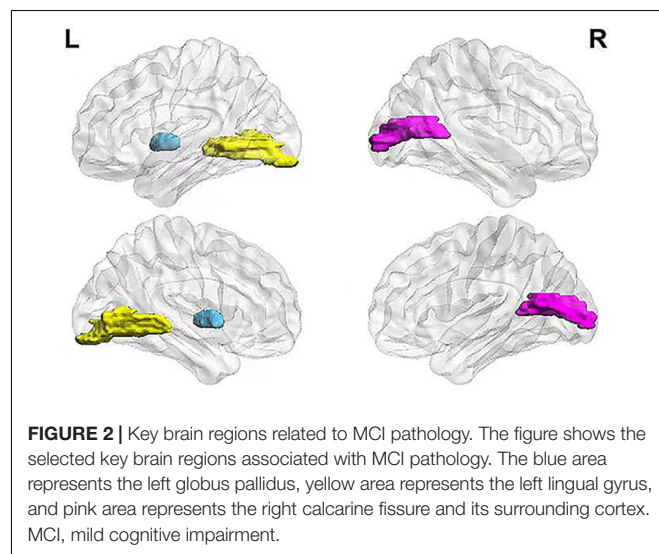 L
R
FIGURE 2 | Key brain regions related to MCI pathology. The figure shows the
selected key brain regions associated with MCI pathology. The blue area
represents the left globus pallidus, yellow area represents the left lingual gyrus,
and pink area represents the right calcarine fissure and its surrounding cortex.
MCI, mild cognitive impairment.